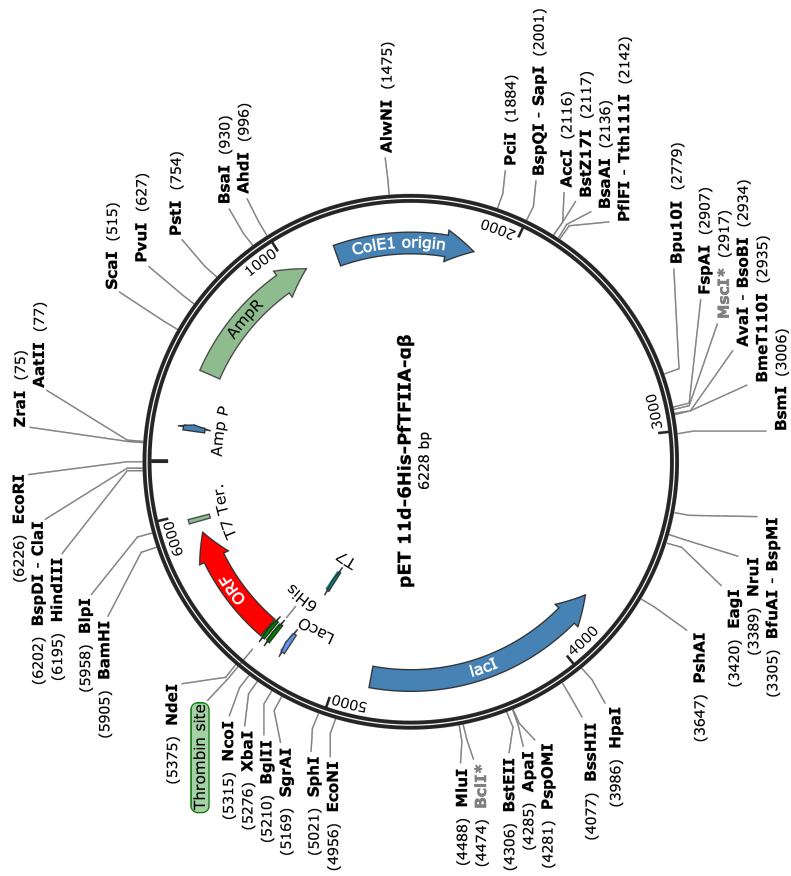 AlwNI (1475)
PciI (1884)
BspQI - SapI (2001)
AccI (2116)
BstZ17I (2117)
BsaAI (2136)
PflFI - Tth111I (2142)
Bpu10I (2779)
FspAI (2907)
MscI* (2917)
AvaI - BsoBI (2934)
BmeT110I (2935)
BsmI (3006)
BfuAI - BspMI (3305)
NruI (3389)
EagI (3420)
PshAI (3647)
HpaI (3986)
BssHII (4077)
PspOMI (4281)
ApaI (4285)
BstEII (4306)
BclI* (4474)
MluI (4488)
EcoNI (4956)
SphI (5021)
SgrAI (5169)
BglII (5210)
XbaI (5276)
NcoI (5315)
Thrombin site
NdeI (5375)
BamHI (5905)
BlpI (5958)
HindIII (6195)
BspDI - ClaI (6202)
EcoRI (6226)
ZraI (75)
AatII (77)
ScaI (515)
PvuI (627)
PstI (754)
BsaI (930)
AhdI (996)
1000
2000
3000
4000
5000
6000
ColE1 origin
AmpR
Amp P
T7 Ter.
ORF
6His
LacO
T7
lacI
pET 11d-6His-PfTFIIA-αβ
6228 bp